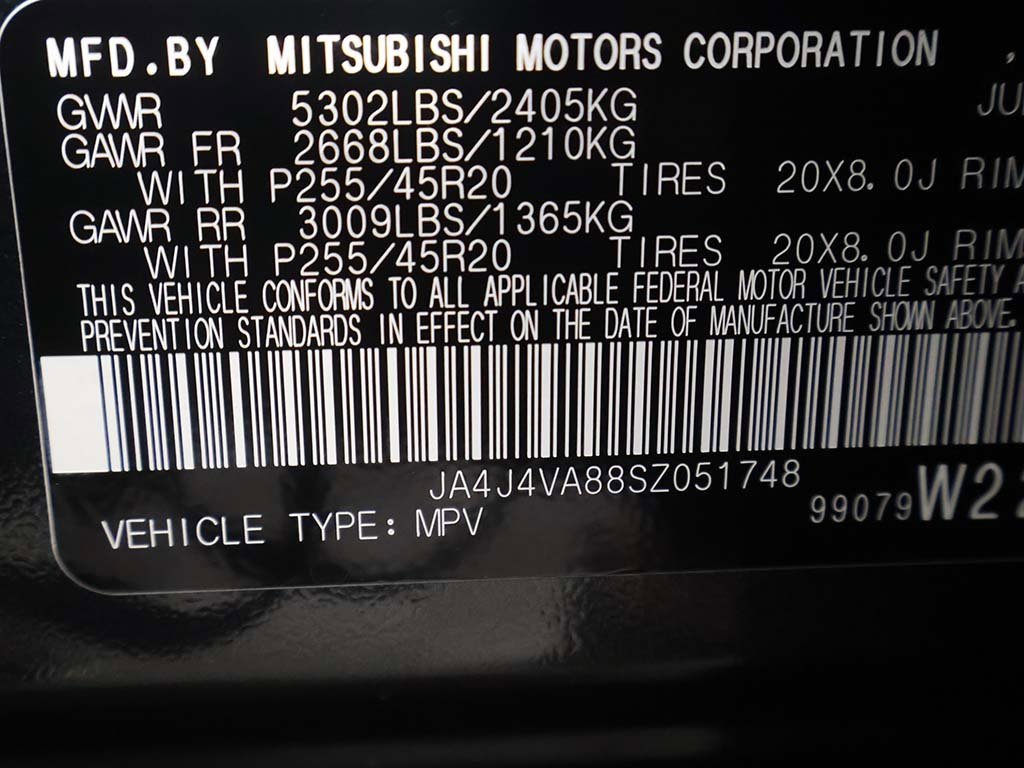 MFD.BY MITSUBISHI MOTORS CORPORATION
GVWR 5302LBS/2405KG
GAWR FR 2668LBS/1210KG
WITH P255/45R20 TIRES 20X8.0J RIM
GAWR RR 3009LBS/1365KG
WITH P255/45R20 TIRES 20X8.0J RIM
THIS VEHICLE CONFORMS TO ALL APPLICABLE FEDERAL MOTOR VEHICLE SAFETY
PREVENTION STANDARDS IN EFFECT ON THE DATE OF MANUFACTURE SHOWN ABOVE.
JA4J4VA88SZ051748
99079
VEHICLE TYPE: MPV